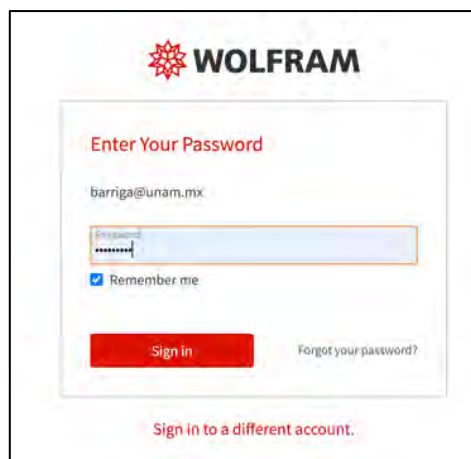 WOLFRAM
Enter Your Password
barriga@unam.mx
Password
•••••••••
Remember me
Sign in Forgot your password?
Sign in to a different account.